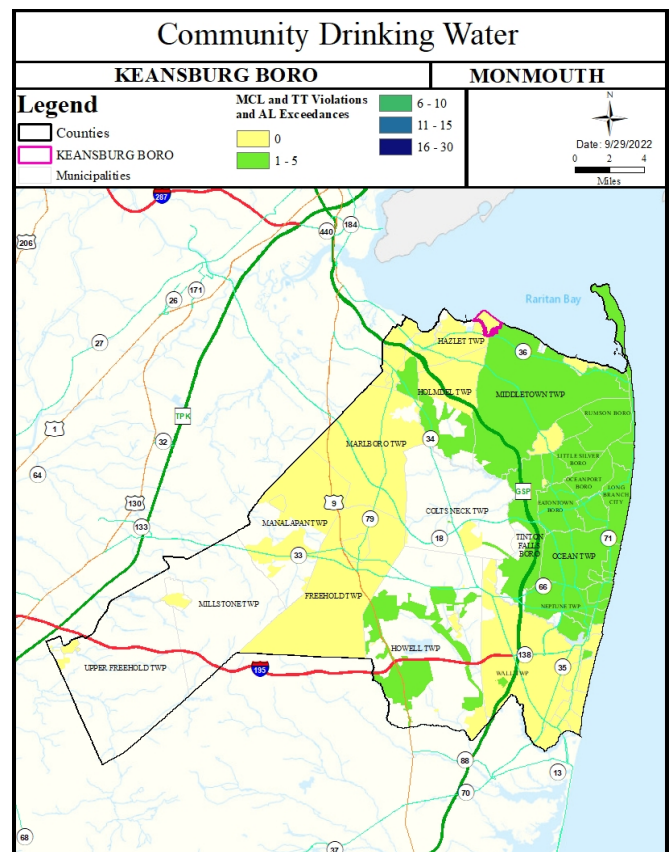 Community Drinking Water
KEANSBURG BORO
MONMOUTH
Legend
Counties
KEANSBURG BORO
Municipalities
MCL and TT Violations
and AL Exceedances
0
1 - 5
6 - 10
11 - 15
16 - 30
N
Date: 9/29/2022
0 2 4
Miles
287
206
440
184
171
26
27
Raritan Bay
HAZLET TWP
36
HOLMDEL TWP
MIDDLETOWN TWP
RUMSON BORO
TPK
1
32
34
MARLBORO TWP
LITTLE SILVER
BORO
64
OCEANPORT
BORO
GSP
LONG
BRANCH
CITY
130
9
EATONTOWN
BORO
133
MANALAPAN TWP
79
COLTS NECK TWP
18
TINTON
FALLS
BORO
71
33
OCEAN TWP
66
MILLSTONE TWP
FREEHOLD TWP
NEPTUNE TWP
HOWELL TWP
138
35
UPPER FREEHOLD TWP
195
WALL TWP
88
13
70
68
37